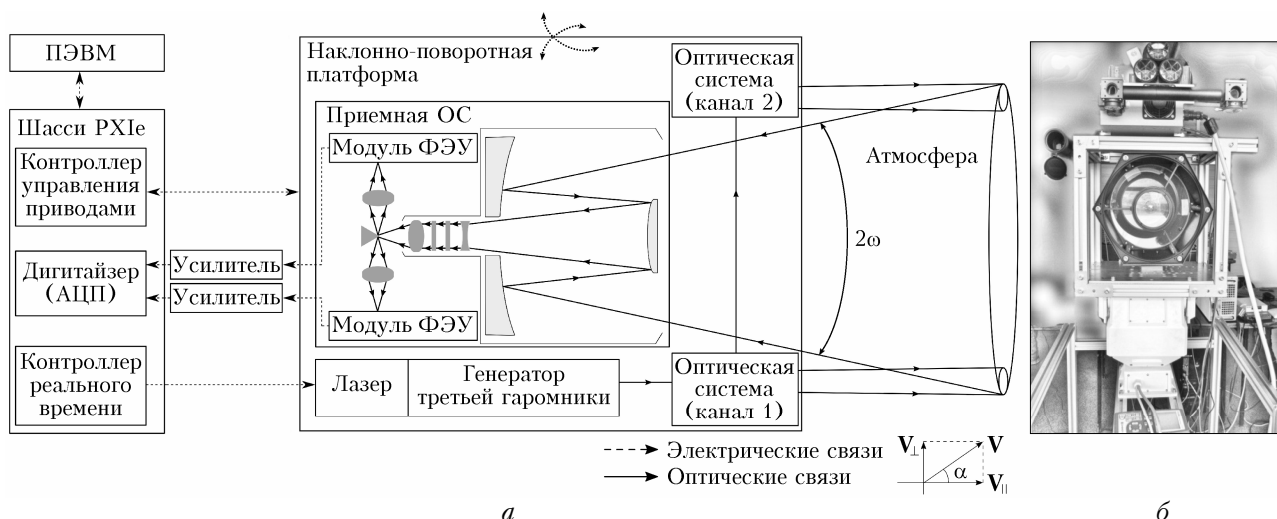 ПЭВМ
Шасси PXIe
Контроллер
управления
приводами
Дигитайзер
(АЦП)
Контроллер
реального
времени
Усилитель
Усилитель
Наклонно-поворотная
платформа
Приемная ОС
Модуль ФЭУ
Модуль ФЭУ
Лазер
Генератор
третьей гаромники
Оптическая
система
(канал 2)
Оптическая
система
(канал 1)
Атмосфера
2ω
Электрические связи
Оптические связи
V⊥
V
α
V||
а
б